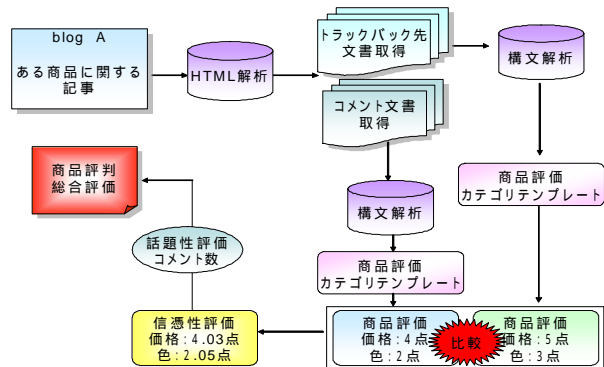 blog A
ある商品に関する
記事
HTML解析
トラックバック先
文書取得
構文解析
コメント文書
取得
商品評判
総合評価
商品評価
カテゴリテンプレート
構文解析
話題性評価
コメント数
商品評価
カテゴリテンプレート
信憑性評価
価格:4.03点
色:2.05点
商品評価
価格:4点
色:2点
比較
商品評価
価格:5点
色:3点